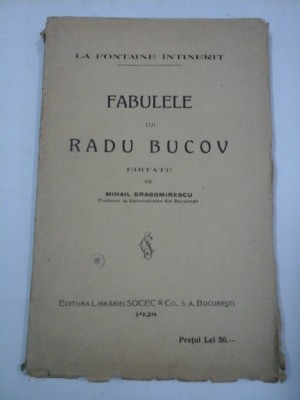 LA FONTAINE ÎNTINERIT
FABULELE
LUI
RADU BUCOV
EDITATE
DE
MIHAIL DRAGOMIRESCU
Profesor la Universitatea din București
EDITURA LIBRĂRIEI SOCEC & CO., S. A. BUCUREȘTI
1928
Prețul Lei 50,—